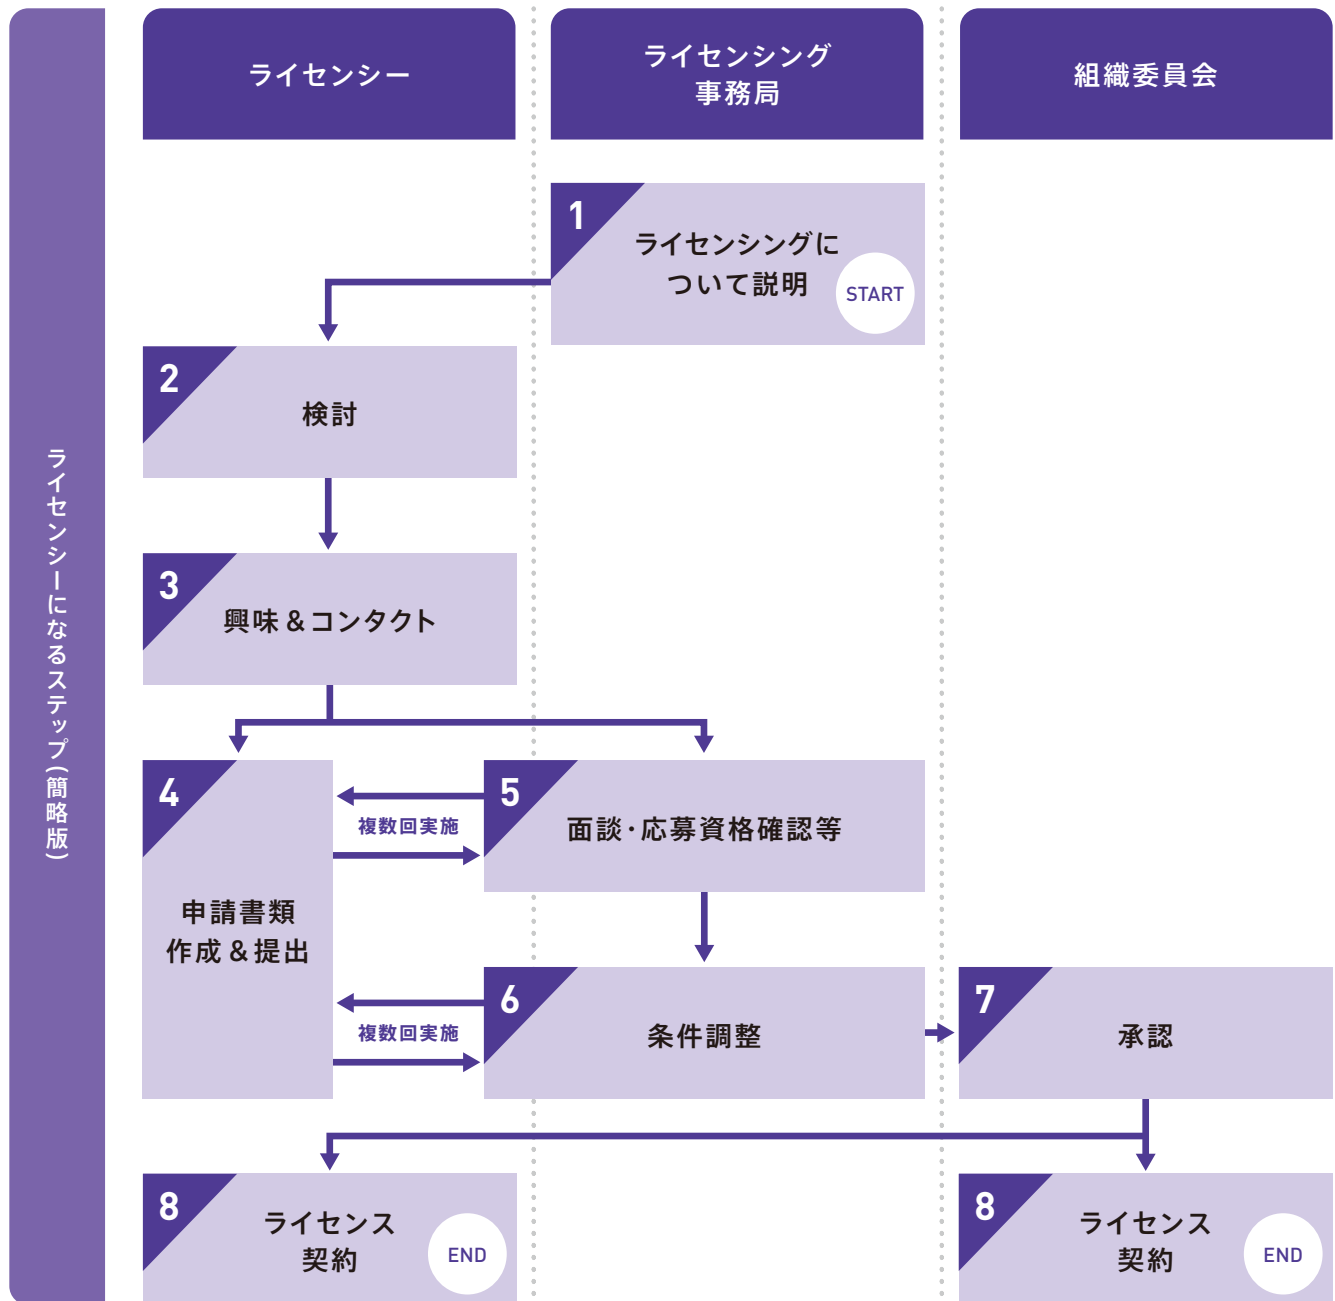 ライセンシーになるステップ(簡略版)
ライセンシー
ライセンシング
事務局
組織委員会
1
ライセンシングに
ついて説明
START
2
検討
3
興味&コンタクト
4
申請書類
作成&提出
複数回実施
5
面談・応募資格確認等
複数回実施
6
条件調整
7
承認
8
ライセンス
契約
END
8
ライセンス
契約
END